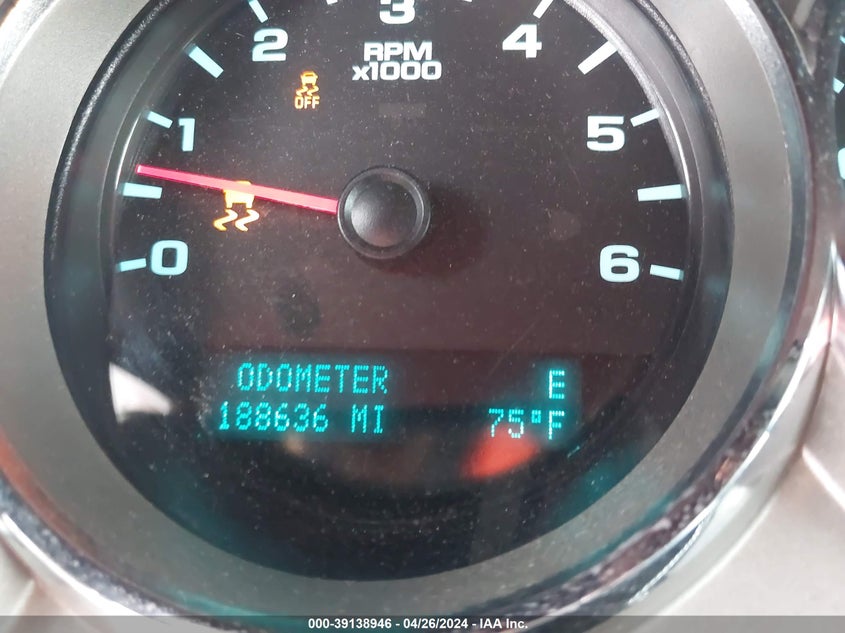 3
2
4
RPM
x1000
OFF
1
5
0
6
ODOMETER E
188636 MI 75°F
000-39138946 / 04/26/2024 - IAA Inc.